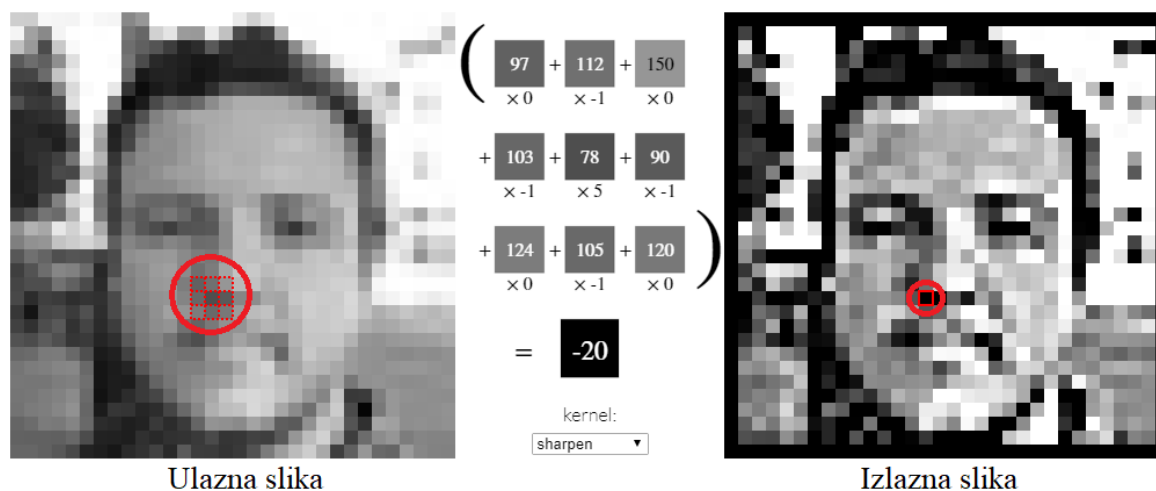 ( 97 + 112 + 150
× 0 × -1 × 0
+ 103 + 78 + 90
× -1 × 5 × -1
+ 124 + 105 + 120 )
× 0 × -1 × 0
= -20
kernel:
sharpen
Ulazna slika
Izlazna slika